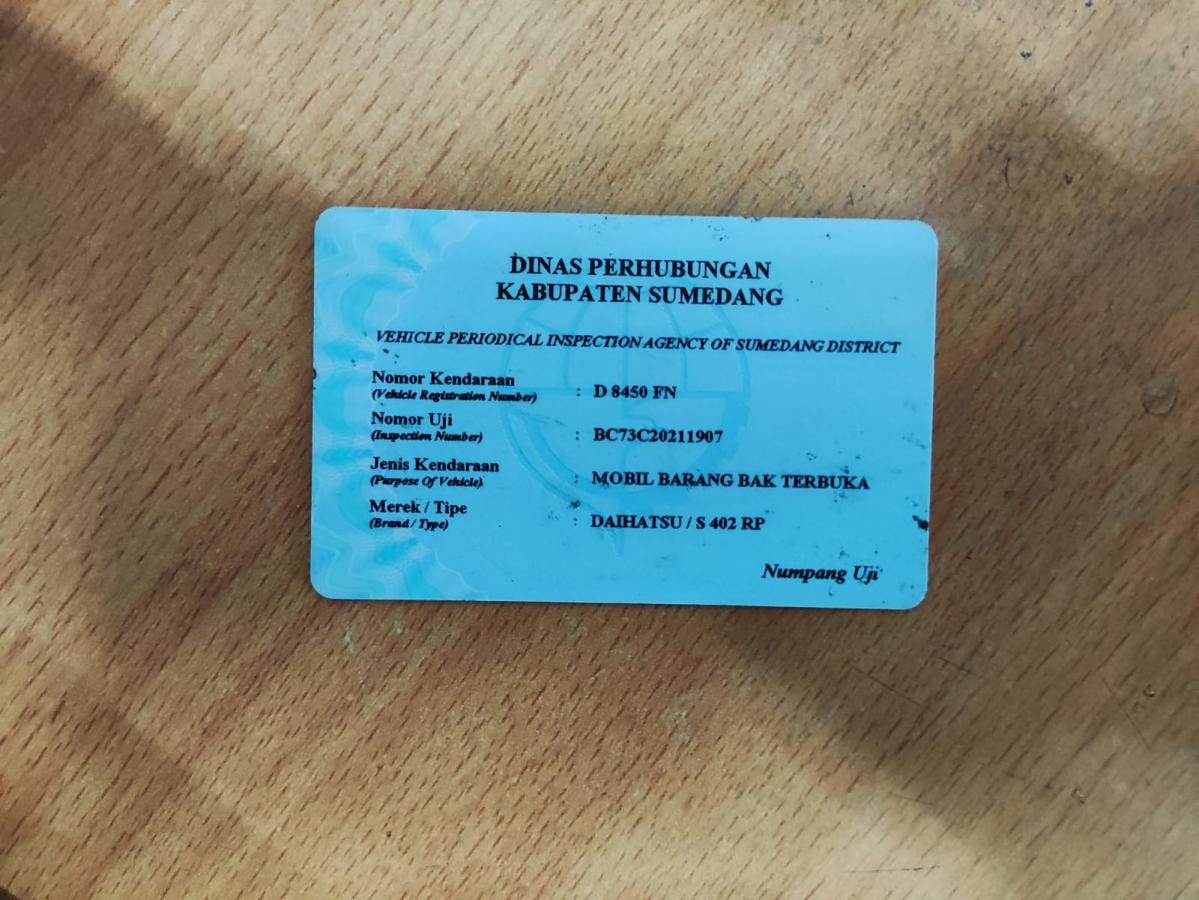 DINAS PERHUBUNGAN
KABUPATEN SUMEDANG
VEHICLE PERIODICAL INSPECTION AGENCY OF SUMEDANG DISTRICT
Nomor Kendaraan
(Vehicle Registration Number) : D 8450 FN
Nomor Uji
(Inspection Number) : BC73C20211907
Jenis Kendaraan
(Purpose Of Vehicle) : MOBIL BARANG BAK TERBUKA
Merek / Tipe
(Brand / Type) : DAIHATSU / S 402 RP
Numpang Uji